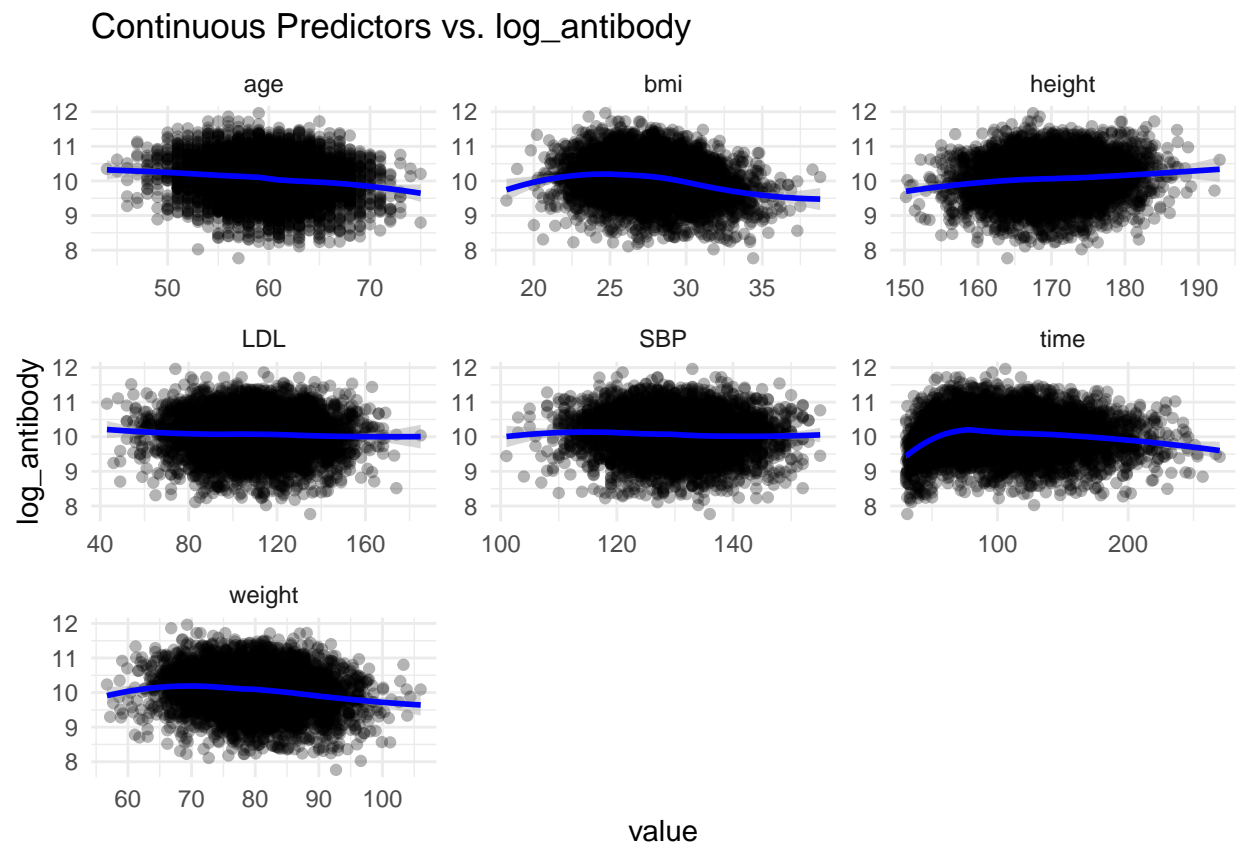 Continuous Predictors vs. log_antibody
age bmi height
12 12 12
11 11 11
10 10 10
9 9 9
8 8 8
50 60 70 20 25 30 35 150 160 170 180 190
LDL SBP time
12 12 12
11 11 11
10 10 10
9 9 9
8 8 8
40 80 120 160 100 120 140 100 200
log_antibody
weight
12
11
10
9
8
60 70 80 90 100
value